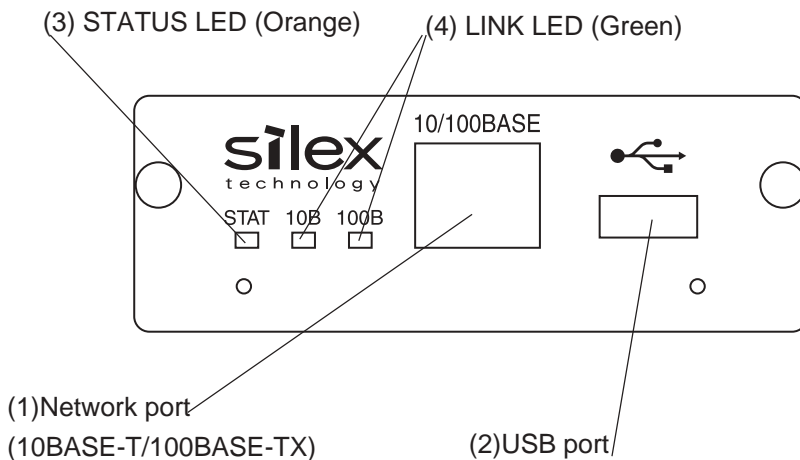 (3) STATUS LED (Orange)
(4) LINK LED (Green)
silex
technology
10/100BASE
STAT 10B 100B
(1)Network port
(10BASE-T/100BASE-TX)
(2)USB port